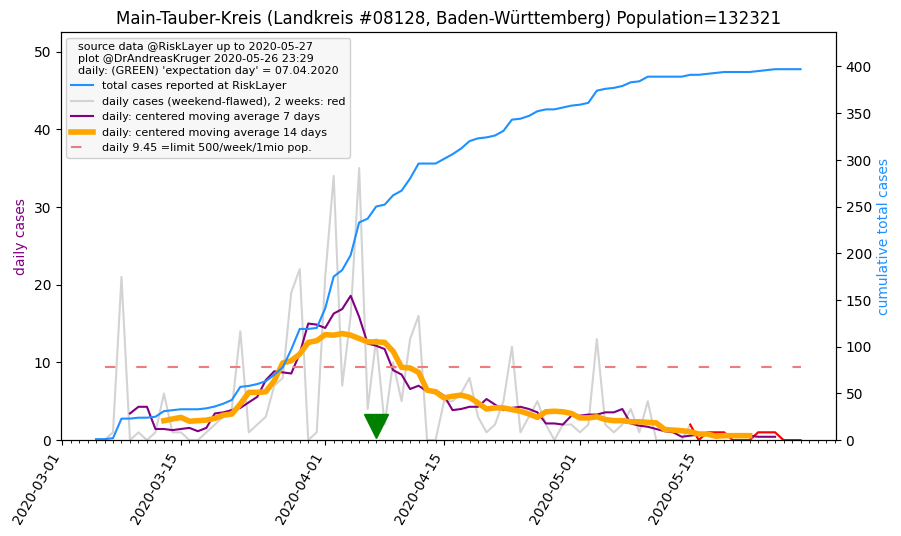 Main-Tauber-Kreis (Landkreis #08128, Baden-Württemberg) Population=132321
source data @RiskLayer up to 2020-05-27
plot @DrAndreasKruger 2020-05-26 23:29
daily: (GREEN) 'expectation day' = 07.04.2020
total cases reported at RiskLayer
daily cases (weekend-flawed), 2 weeks: red
daily: centered moving average 7 days
daily: centered moving average 14 days
daily 9.45 =limit 500/week/1mio pop.
daily cases
50
40
30
20
10
0
cumulative total cases
400
350
300
250
200
150
100
50
0
2020-03-01
2020-03-15
2020-04-01
2020-04-15
2020-05-01
2020-05-15